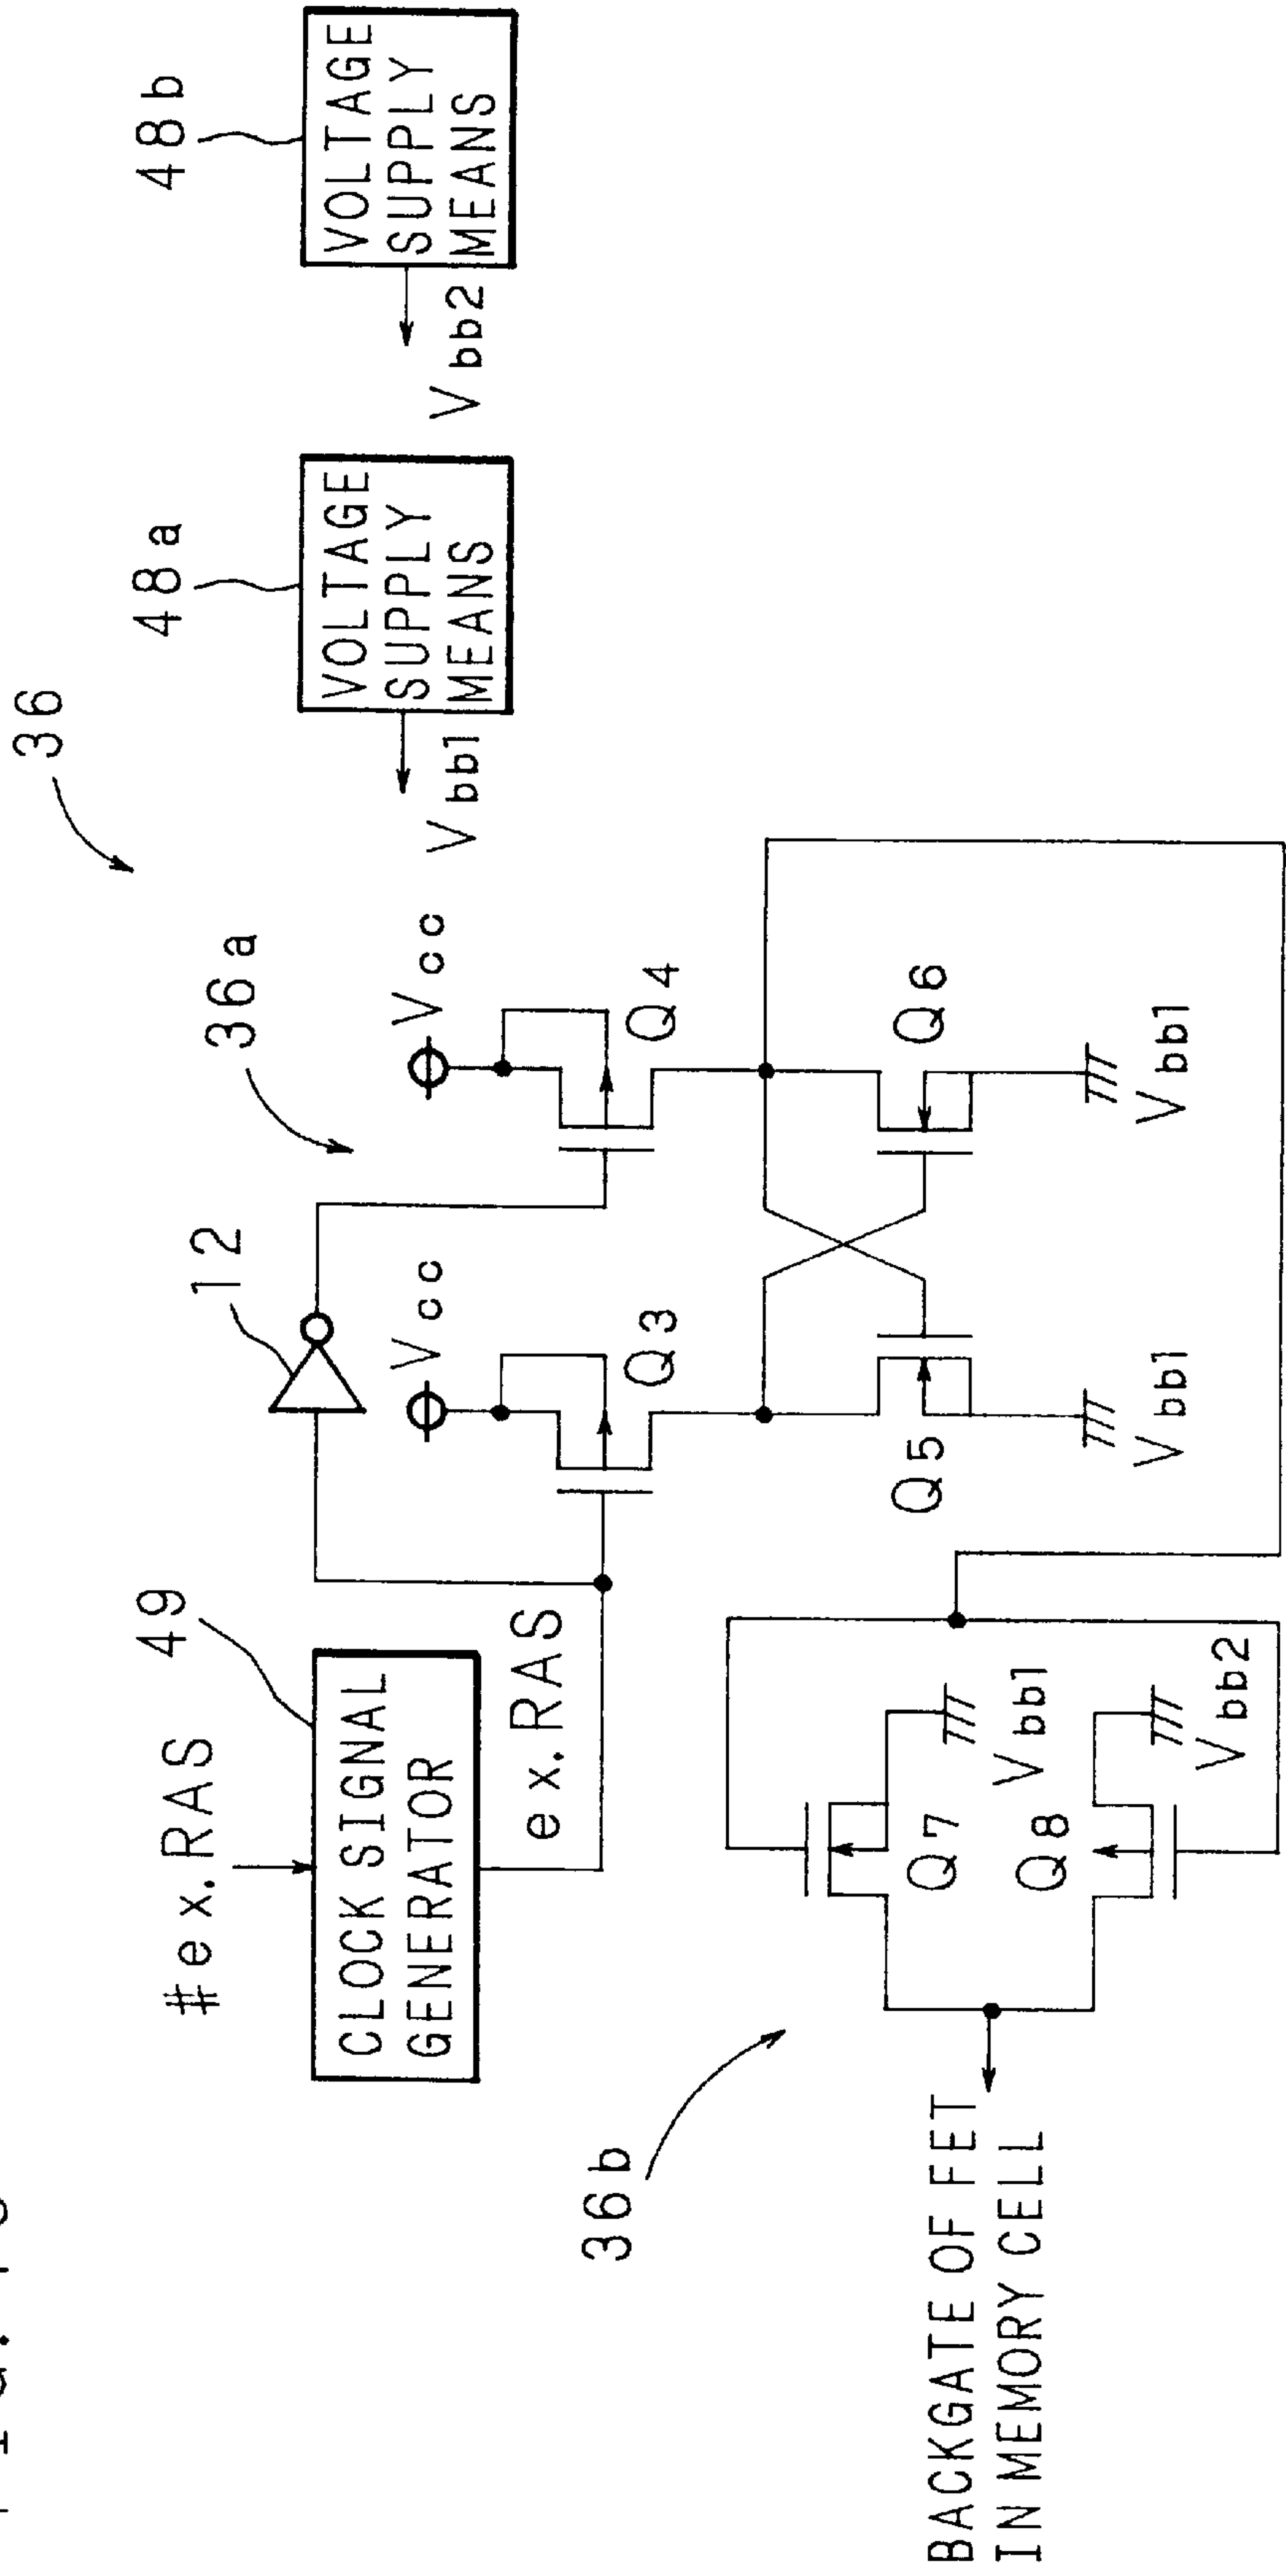 36
#ex.RAS
49
CLOCK SIGNAL
GENERATOR
ex.RAS
12
36a
Vcc
Vcc
Q3
Q4
Q5
Q6
Vbb1
Vbb1
48a
VOLTAGE
SUPPLY
MEANS
Vbb1
48b
VOLTAGE
SUPPLY
MEANS
Vbb2
36b
Q7
Vbb1
Q8
Vbb2
BACKGATE OF FET
IN MEMORY CELL